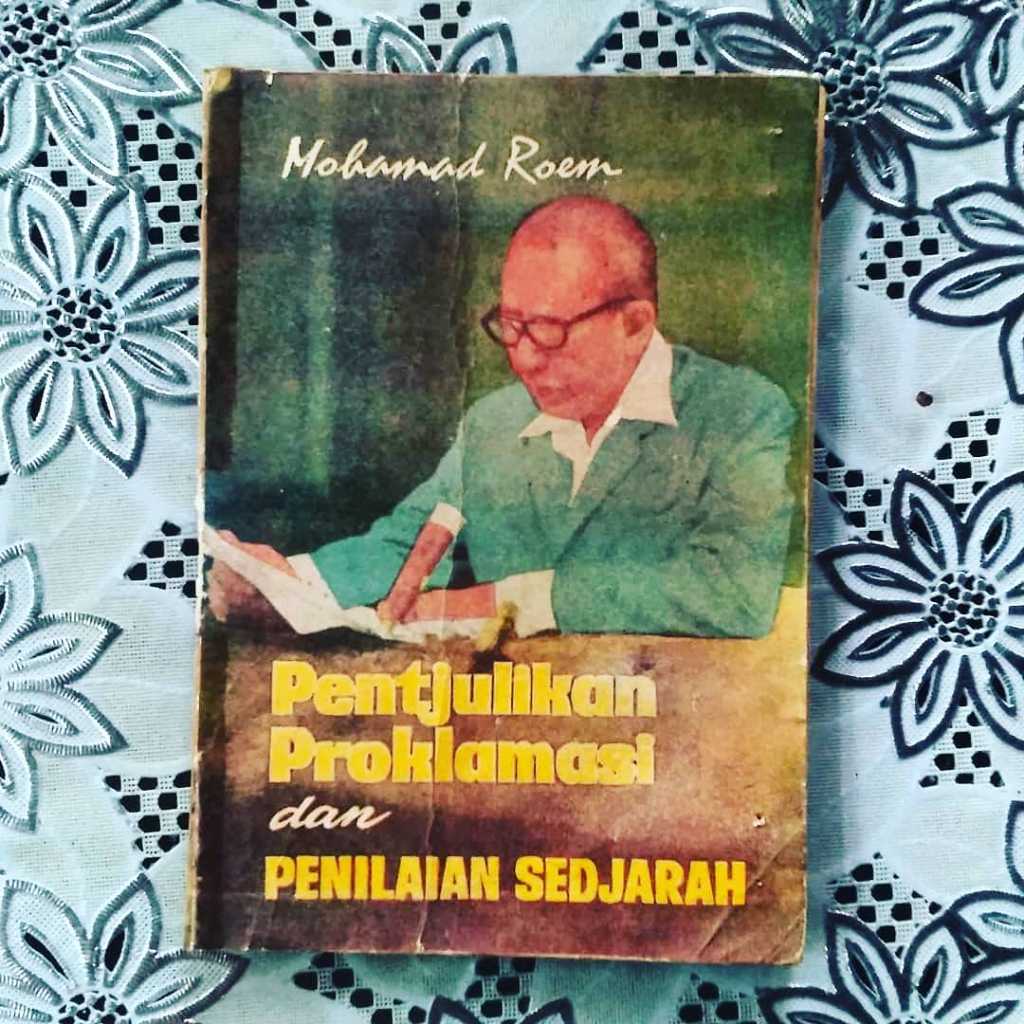 Mohamad Roem
Pentjulikan
Proklamasi
dan
PENILAIAN SEDJARAH